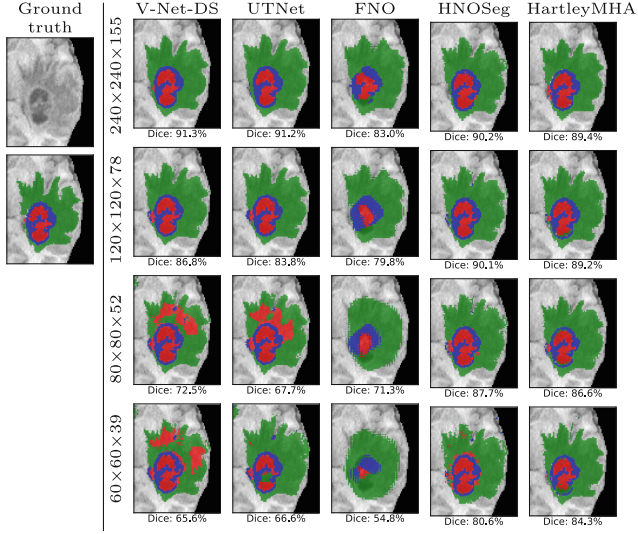 Ground truth
V-Net-DS UTNet FNO HNOSeg HartleyMHA
240×240×155
Dice: 91.3% Dice: 91.2% Dice: 83.0% Dice: 90.2% Dice: 89.4%
120×120×78
Dice: 86.8% Dice: 83.8% Dice: 79.8% Dice: 90.1% Dice: 89.2%
80×80×52
Dice: 72.5% Dice: 67.7% Dice: 71.3% Dice: 87.7% Dice: 86.6%
60×60×39
Dice: 65.6% Dice: 66.6% Dice: 54.8% Dice: 80.6% Dice: 84.3%